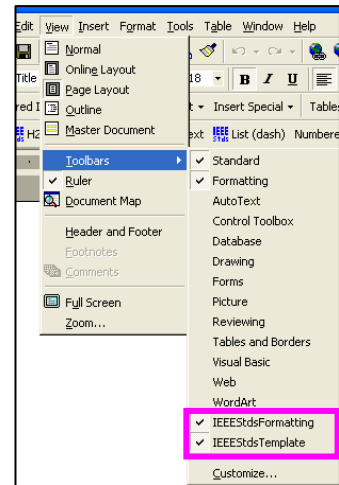 Edit View Insert Format Tools Table Window Help
Normal
Online Layout
Page Layout
Outline
Master Document
Toolbars
Ruler
Document Map
Header and Footer
Footnotes
Comments
Full Screen
Zoom...
Title
18 B I U
Insert Special Tables
H2
List (dash) Numbere
Standard
Formatting
AutoText
Control Toolbox
Database
Drawing
Forms
Picture
Reviewing
Tables and Borders
Visual Basic
Web
WordArt
IEEEStdsFormatting
IEEEStdsTemplate
Customize...